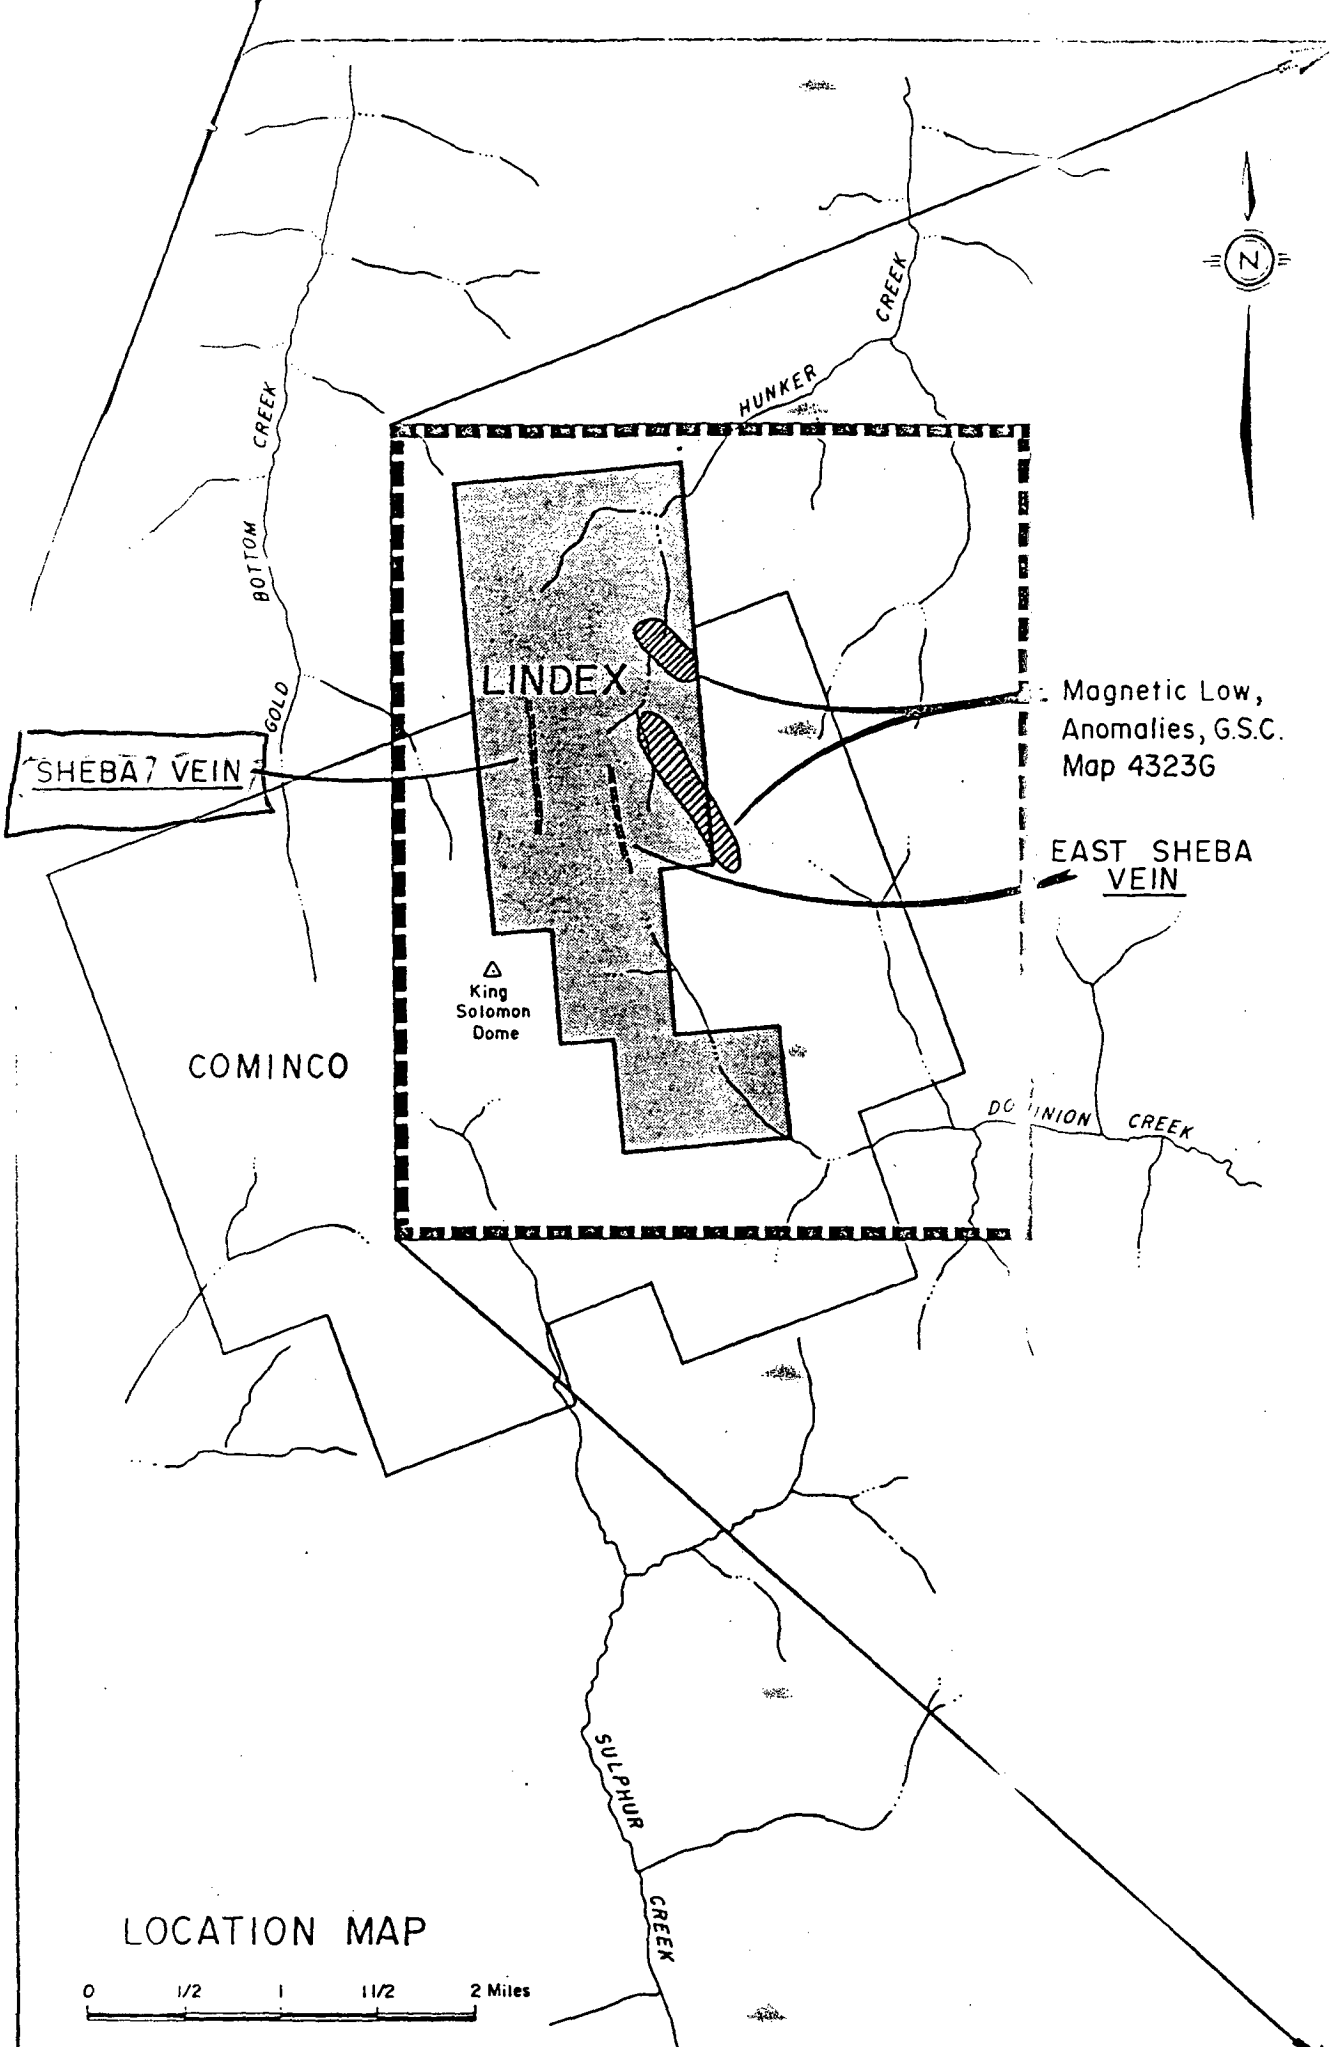 N
CREEK
HUNKER
BOTTOM CREEK
GOLD
LINDEX
Magnetic Low,
Anomalies, G.S.C.
Map 4323G
SHEBA VEIN
EAST SHEBA
VEIN
King
Solomon
Dome
COMINCO
CREEK
SULPHUR
CREEK
LOCATION MAP
0 1/2 1 1 1/2 2 Miles